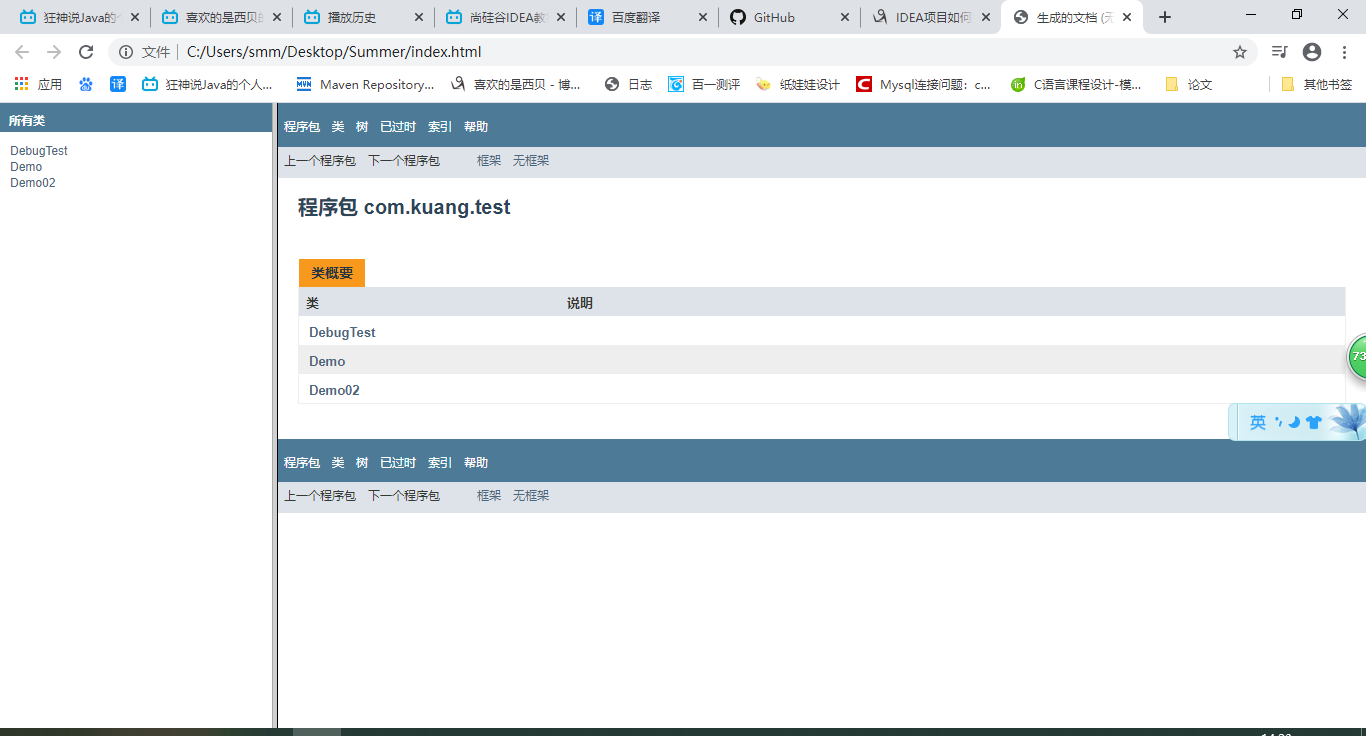 狂神说Java的个
喜欢的是西贝的
播放历史
尚硅谷IDEA教
百度翻译
GitHub
IDEA项目如何
生成的文档 (无
文件 C:/Users/smm/Desktop/Summer/index.html
应用 译 狂神说Java的个人... MVN Maven Repository... 喜欢的是西贝 - 博... 日志 百一测评 纸娃娃设计 C Mysql连接问题：c... in C语言课程设计-模... 论文 其他书签
所有类
DebugTest
Demo
Demo02
程序包 类 树 已过时 索引 帮助
上一个程序包 下一个程序包 框架 无框架
程序包 com.kuang.test
类概要
类 说明
DebugTest
Demo
Demo02
73
英
程序包 类 树 已过时 索引 帮助
上一个程序包 下一个程序包 框架 无框架